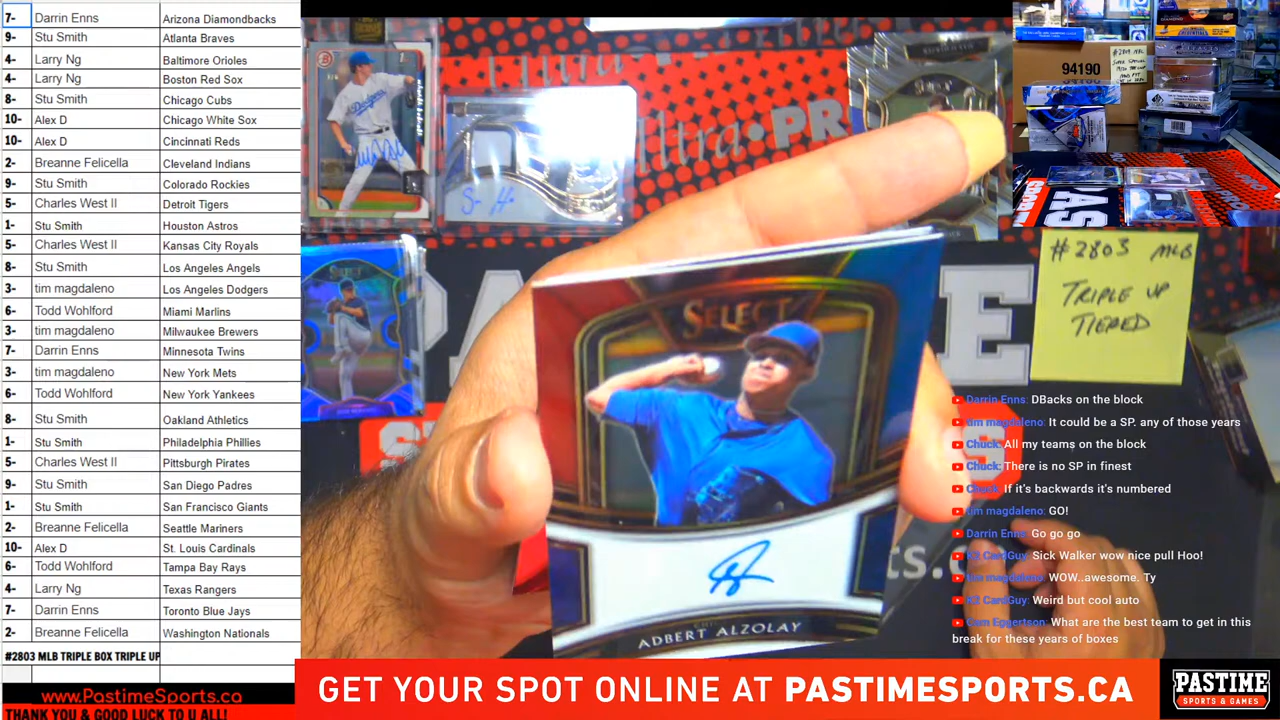 7- Darrin Enns Arizona Diamondbacks
9- Stu Smith Atlanta Braves
4- Larry Ng Baltimore Orioles
4- Larry Ng Boston Red Sox
8- Stu Smith Chicago Cubs
10- Alex D Chicago White Sox
10- Alex D Cincinnati Reds
2- Breanne Felicella Cleveland Indians
9- Stu Smith Colorado Rockies
5- Charles West II Detroit Tigers
1- Stu Smith Houston Astros
5- Charles West II Kansas City Royals
8- Stu Smith Los Angeles Angels
3- tim magdaleno Los Angeles Dodgers
6- Todd Wohlford Miami Marlins
3- tim magdaleno Milwaukee Brewers
7- Darrin Enns Minnesota Twins
3- tim magdaleno New York Mets
6- Todd Wohlford New York Yankees
8- Stu Smith Oakland Athletics
1- Stu Smith Philadelphia Phillies
5- Charles West II Pittsburgh Pirates
9- Stu Smith San Diego Padres
1- Stu Smith San Francisco Giants
2- Breanne Felicella Seattle Mariners
10- Alex D St. Louis Cardinals
6- Todd Wohlford Tampa Bay Rays
4- Larry Ng Texas Rangers
7- Darrin Enns Toronto Blue Jays
2- Breanne Felicella Washington Nationals
#2803 MLB TRIPLE BOX TRIPLE UP
www.PastimeSports.ca
THANK YOU & GOOD LUCK TO U ALL!
Ultra•PR
SELECT
SELECT
ADBERT ALZOLAY
94190
#2803 MLB
TRIPLE UP
TIERED
Darrin Enns: DBacks on the block
tim magdaleno: It could be a SP. any of those years
Chuck: All my teams on the block
Chuck: There is no SP in finest
Chuck: If it's backwards it's numbered
tim magdaleno: GO!
Darrin Enns: Go go go
K2 CardGuy: Sick Walker wow nice pull Hoo!
tim magdaleno: WOW..awesome. Ty
K2 CardGuy: Weird but cool auto
Cam Eggertson: What are the best team to get in this
break for these years of boxes
GET YOUR SPOT ONLINE AT PASTIMESPORTS.CA
PASTIME
SPORTS & GAMES